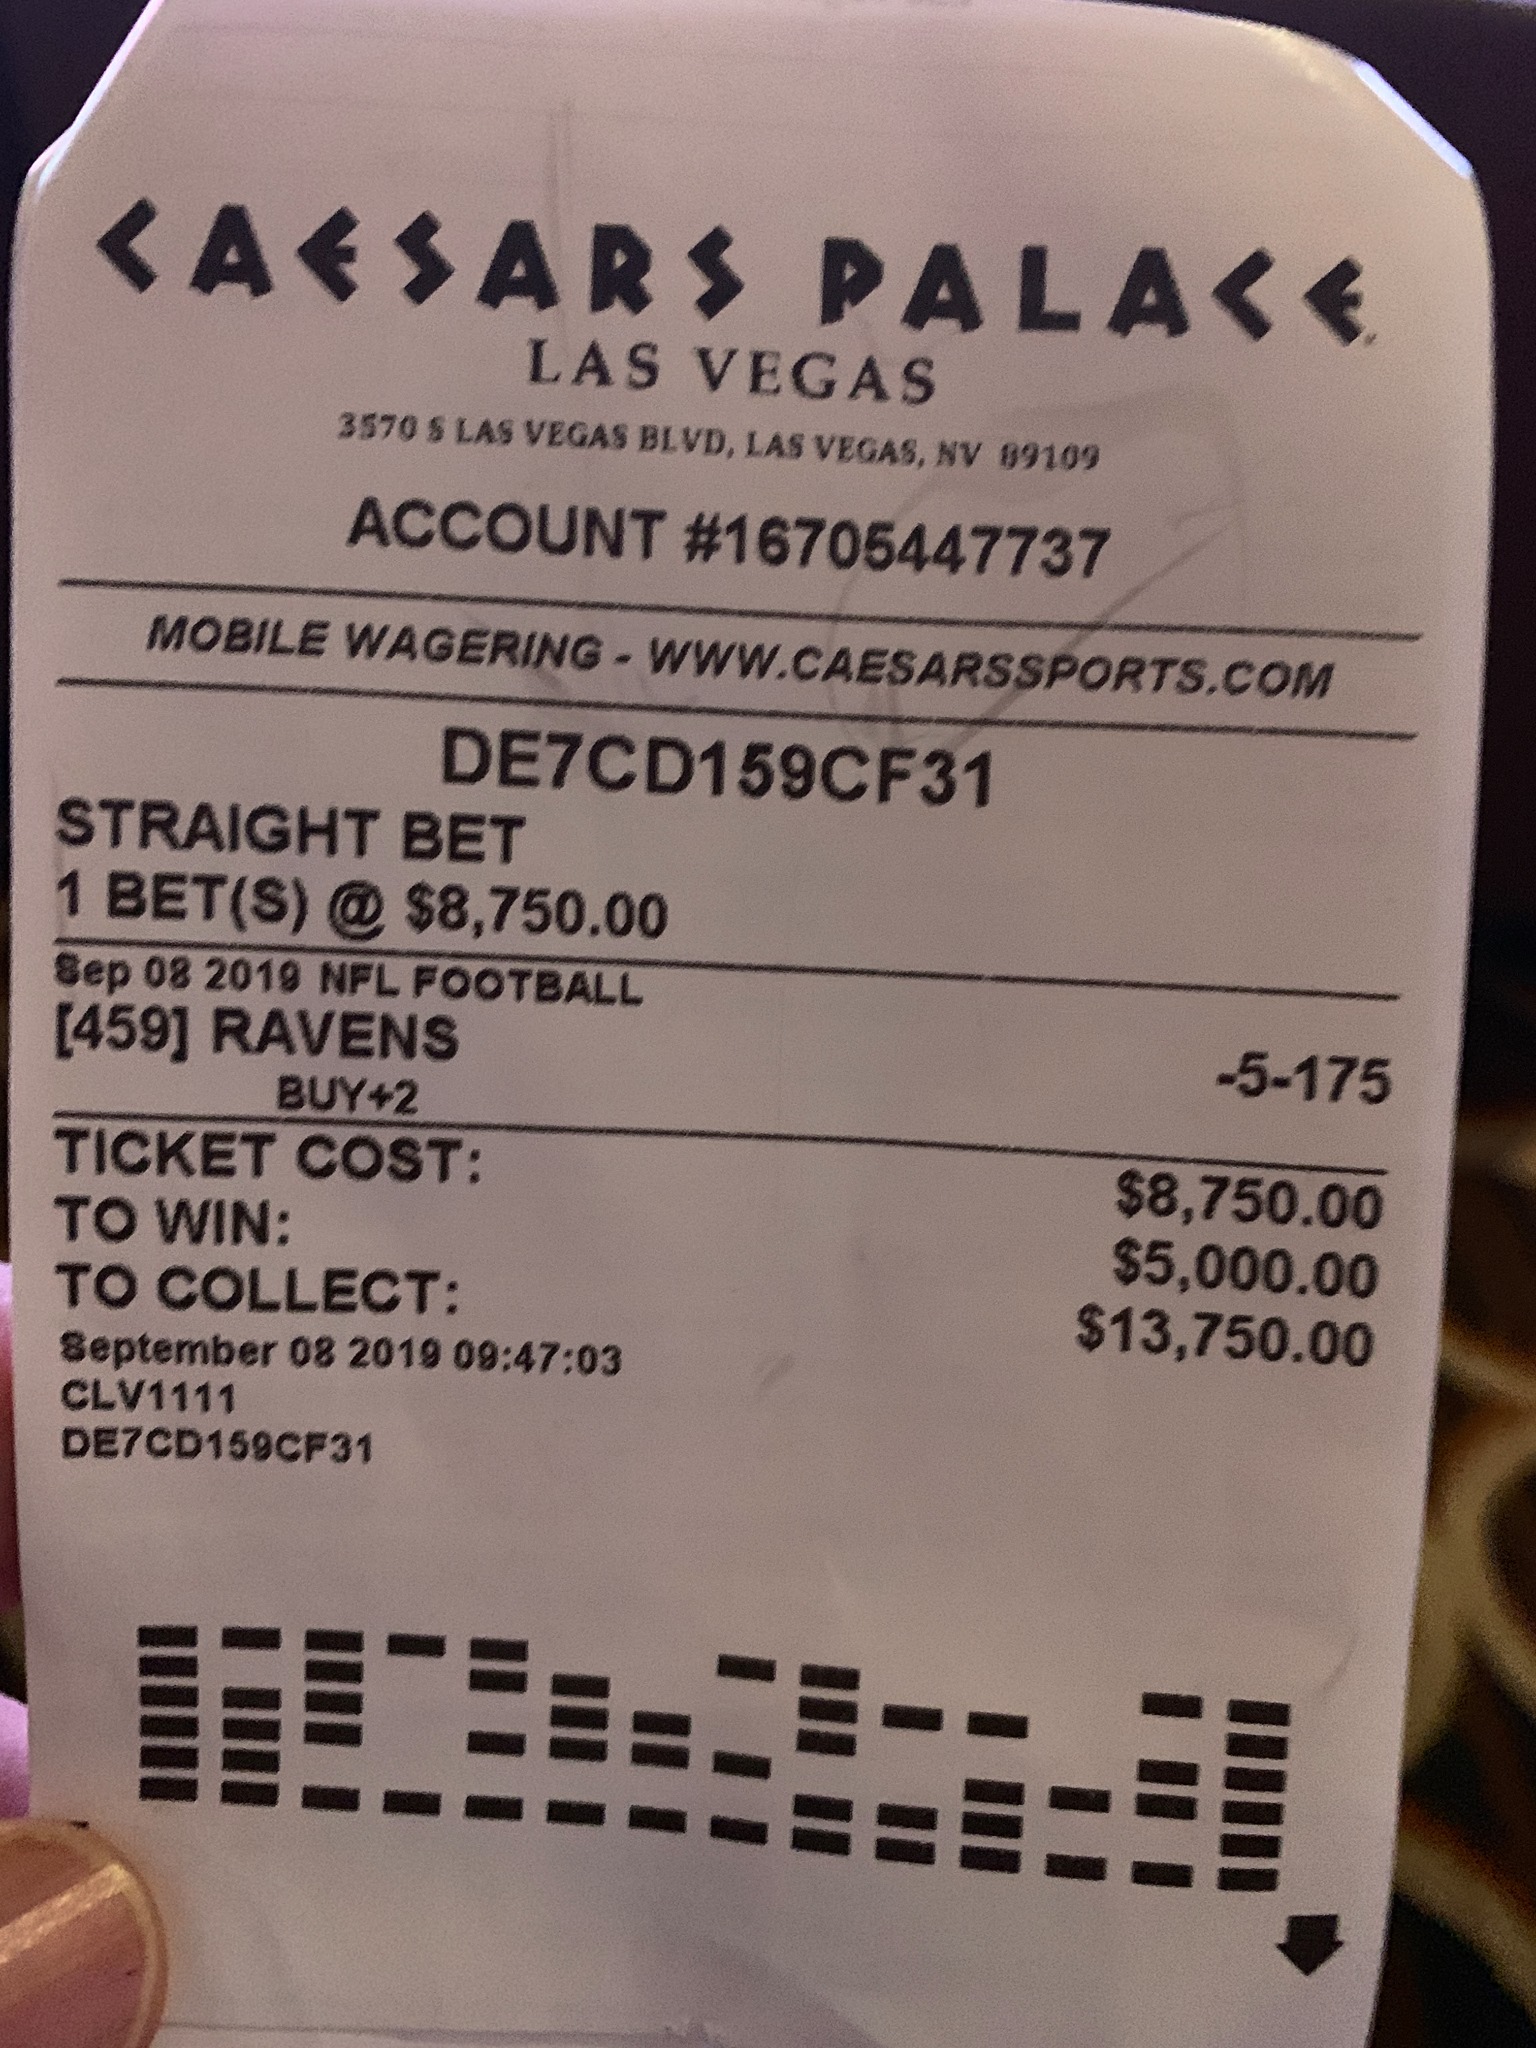 CAESARS PALACE
LAS VEGAS
3570 S LAS VEGAS BLVD, LAS VEGAS, NV 89109
ACCOUNT #16705447737
MOBILE WAGERING - WWW.CAESARSSPORTS.COM
DE7CD159CF31
STRAIGHT BET
1 BET(S) @ $8,750.00
Sep 08 2019 NFL FOOTBALL
[459] RAVENS -5-175
BUY+2
TICKET COST: $8,750.00
TO WIN: $5,000.00
TO COLLECT: $13,750.00
September 08 2019 09:47:03
CLV1111
DE7CD159CF31